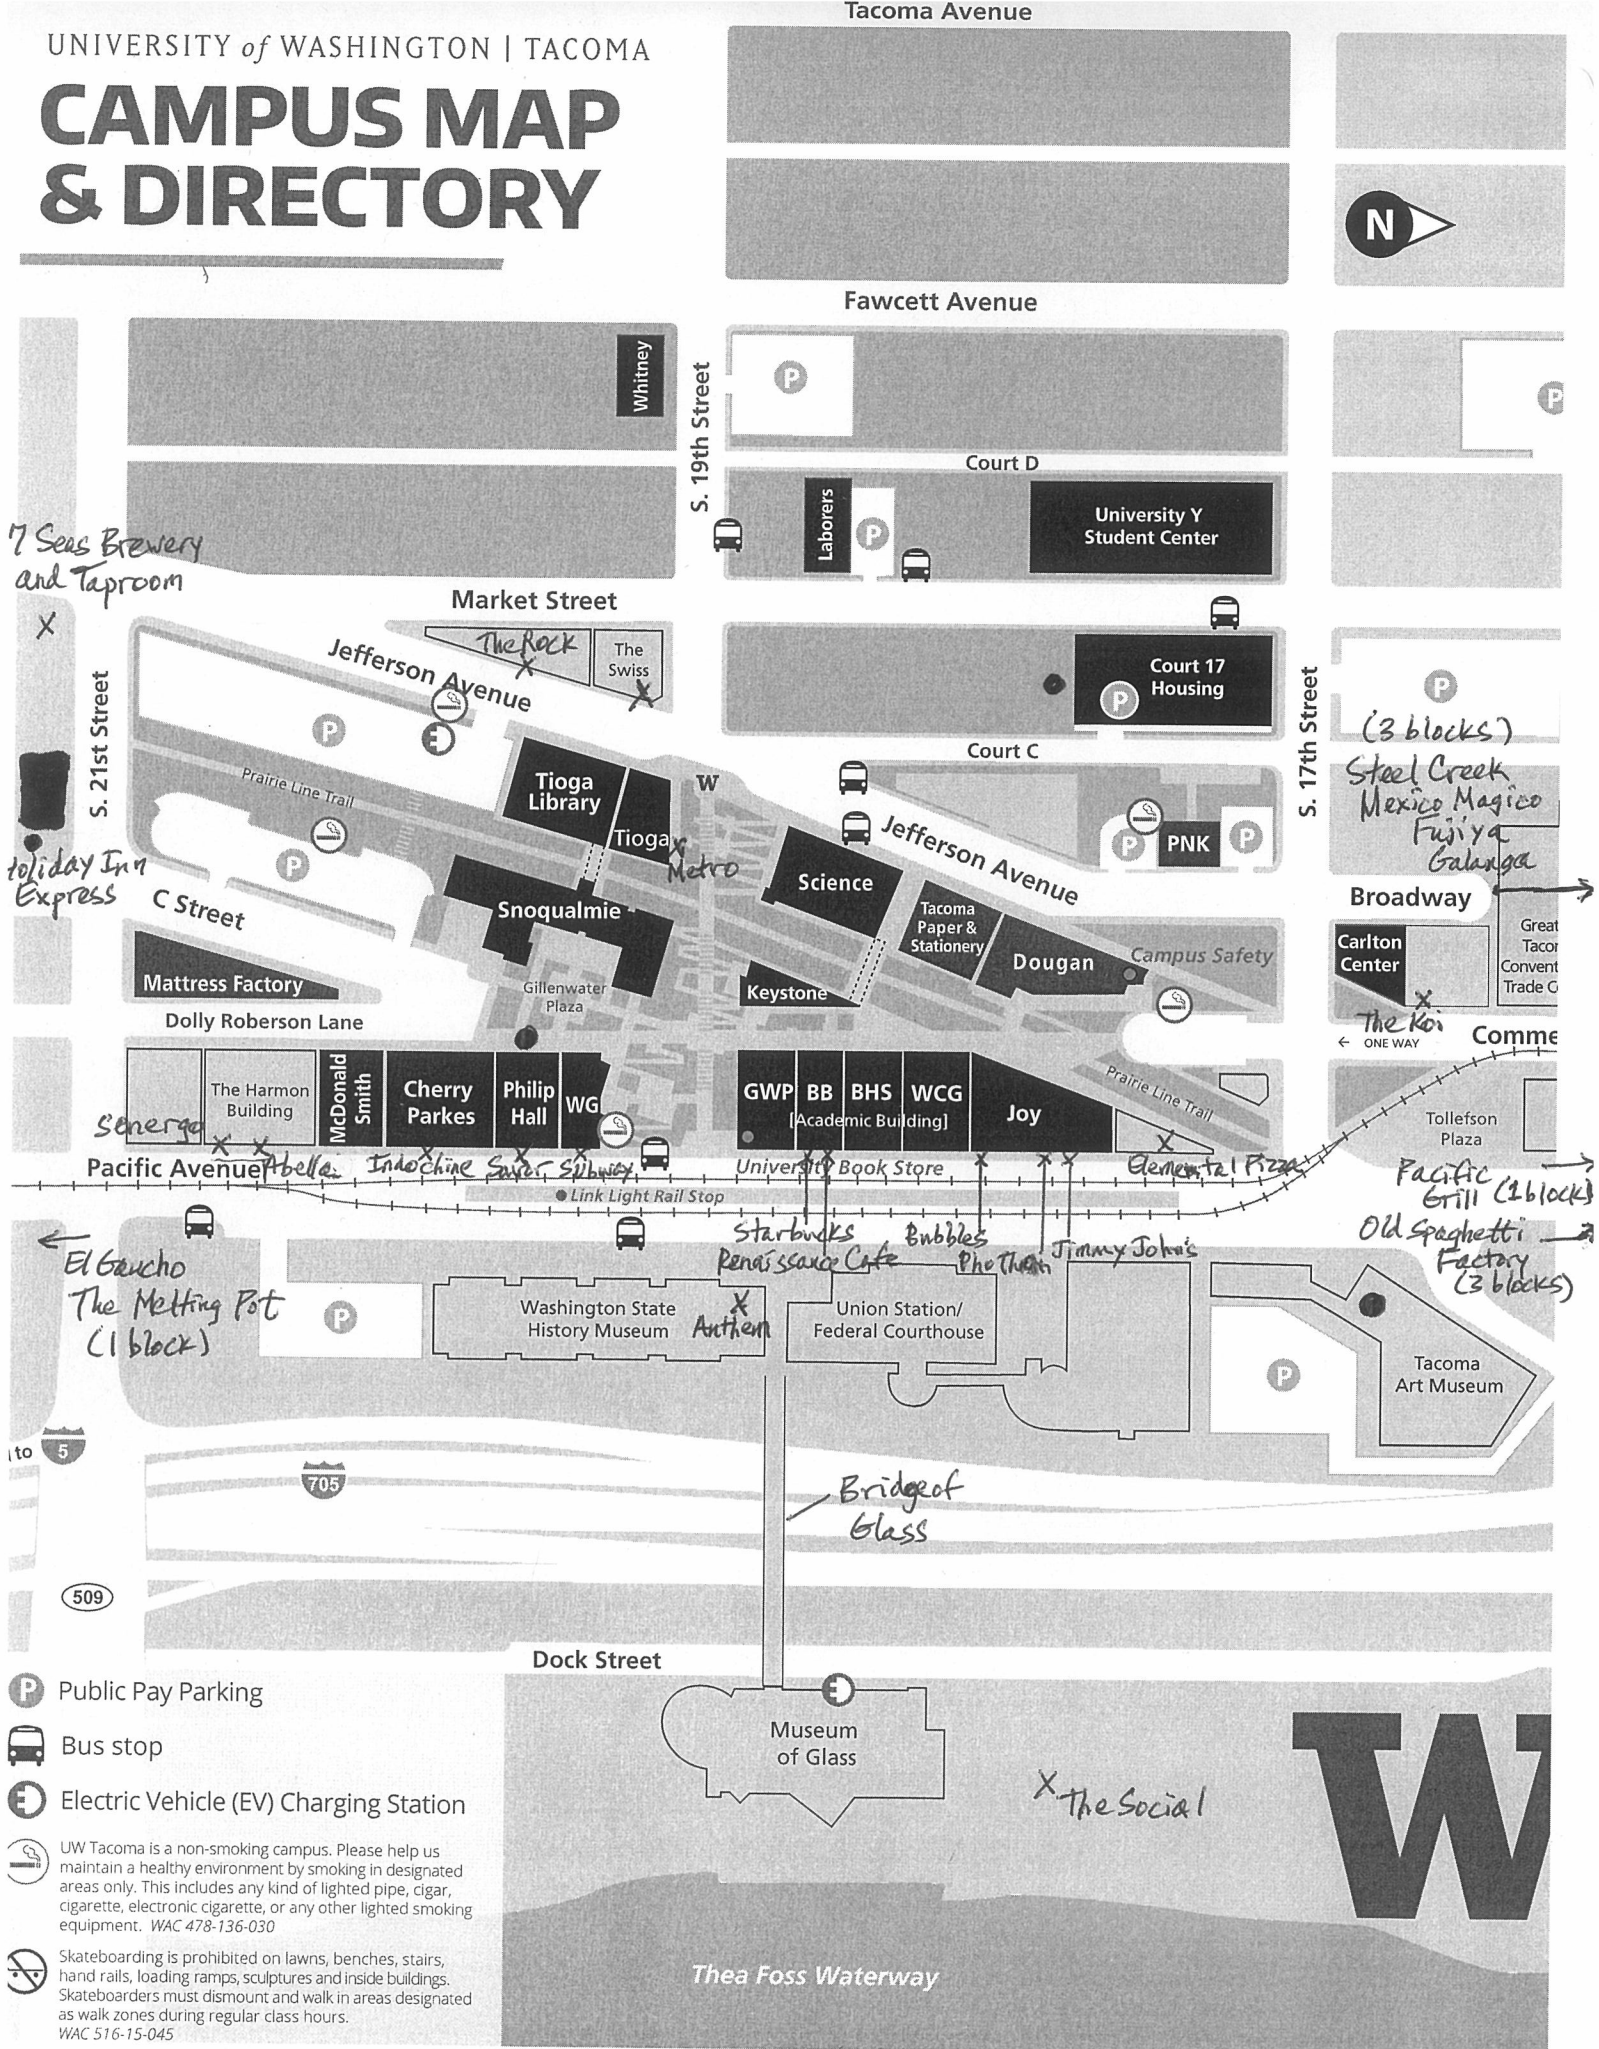 Tacoma Avenue
UNIVERSITY of WASHINGTON | TACOMA
CAMPUS MAP
& DIRECTORY
N
Fawcett Avenue
Whitney
S. 19th Street
P
P
Court D
Laborers
P
University Y
Student Center
7 Seas Brewery
and Taproom
X
Market Street
The Rock
X
The
Swiss
X
Jefferson Avenue
S. 21st Street
P
Prairie Line Trail
P
Tioga
Library
Tioga
X
Metro
W
Court 17
Housing
P
Court C
S. 17th Street
P
(3 blocks)
Steel Creek
Mexico Magico
Fujiya
Galanga
Jefferson Avenue
P
PNK
P
Holiday Inn
Express
C Street
Snoqualmie
Science
Tacoma
Paper &
Stationery
Dougan
Campus Safety
Broadway
Carlton
Center
Great
Tacor
Convent
Trade C
Mattress Factory
Gillenwater
Plaza
Keystone
X
The Koi
← ONE WAY
Comme
Dolly Roberson Lane
The Harmon
Building
McDonald
Smith
Cherry
Parkes
Philip
Hall
WG
GWP
BB
BHS
WCG
[Academic Building]
Joy
Prairie Line Trail
Tollefson
Plaza
Senergo
Pacific Avenue
Abella
Indochine
Savor
Subway
University Book Store
Elemental Pizza
Pacific
Grill (1 block)
Link Light Rail Stop
Starbucks
Renaissance Cafe
Bubbles
Pho Thien
Jimmy John's
Old Spaghetti
Factory
(3 blocks)
El Gaucho
The Melting Pot
(1 block)
P
Washington State
History Museum
X
Anthem
Union Station/
Federal Courthouse
P
Tacoma
Art Museum
to
5
705
Bridge of
Glass
509
Dock Street
P Public Pay Parking
Bus stop
Electric Vehicle (EV) Charging Station
UW Tacoma is a non-smoking campus. Please help us
maintain a healthy environment by smoking in designated
areas only. This includes any kind of lighted pipe, cigar,
cigarette, electronic cigarette, or any other lighted smoking
equipment. WAC 478-136-030
Skateboarding is prohibited on lawns, benches, stairs,
hand rails, loading ramps, sculptures and inside buildings.
Skateboarders must dismount and walk in areas designated
as walk zones during regular class hours.
WAC 516-15-045
Museum
of Glass
X The Social
W
Thea Foss Waterway